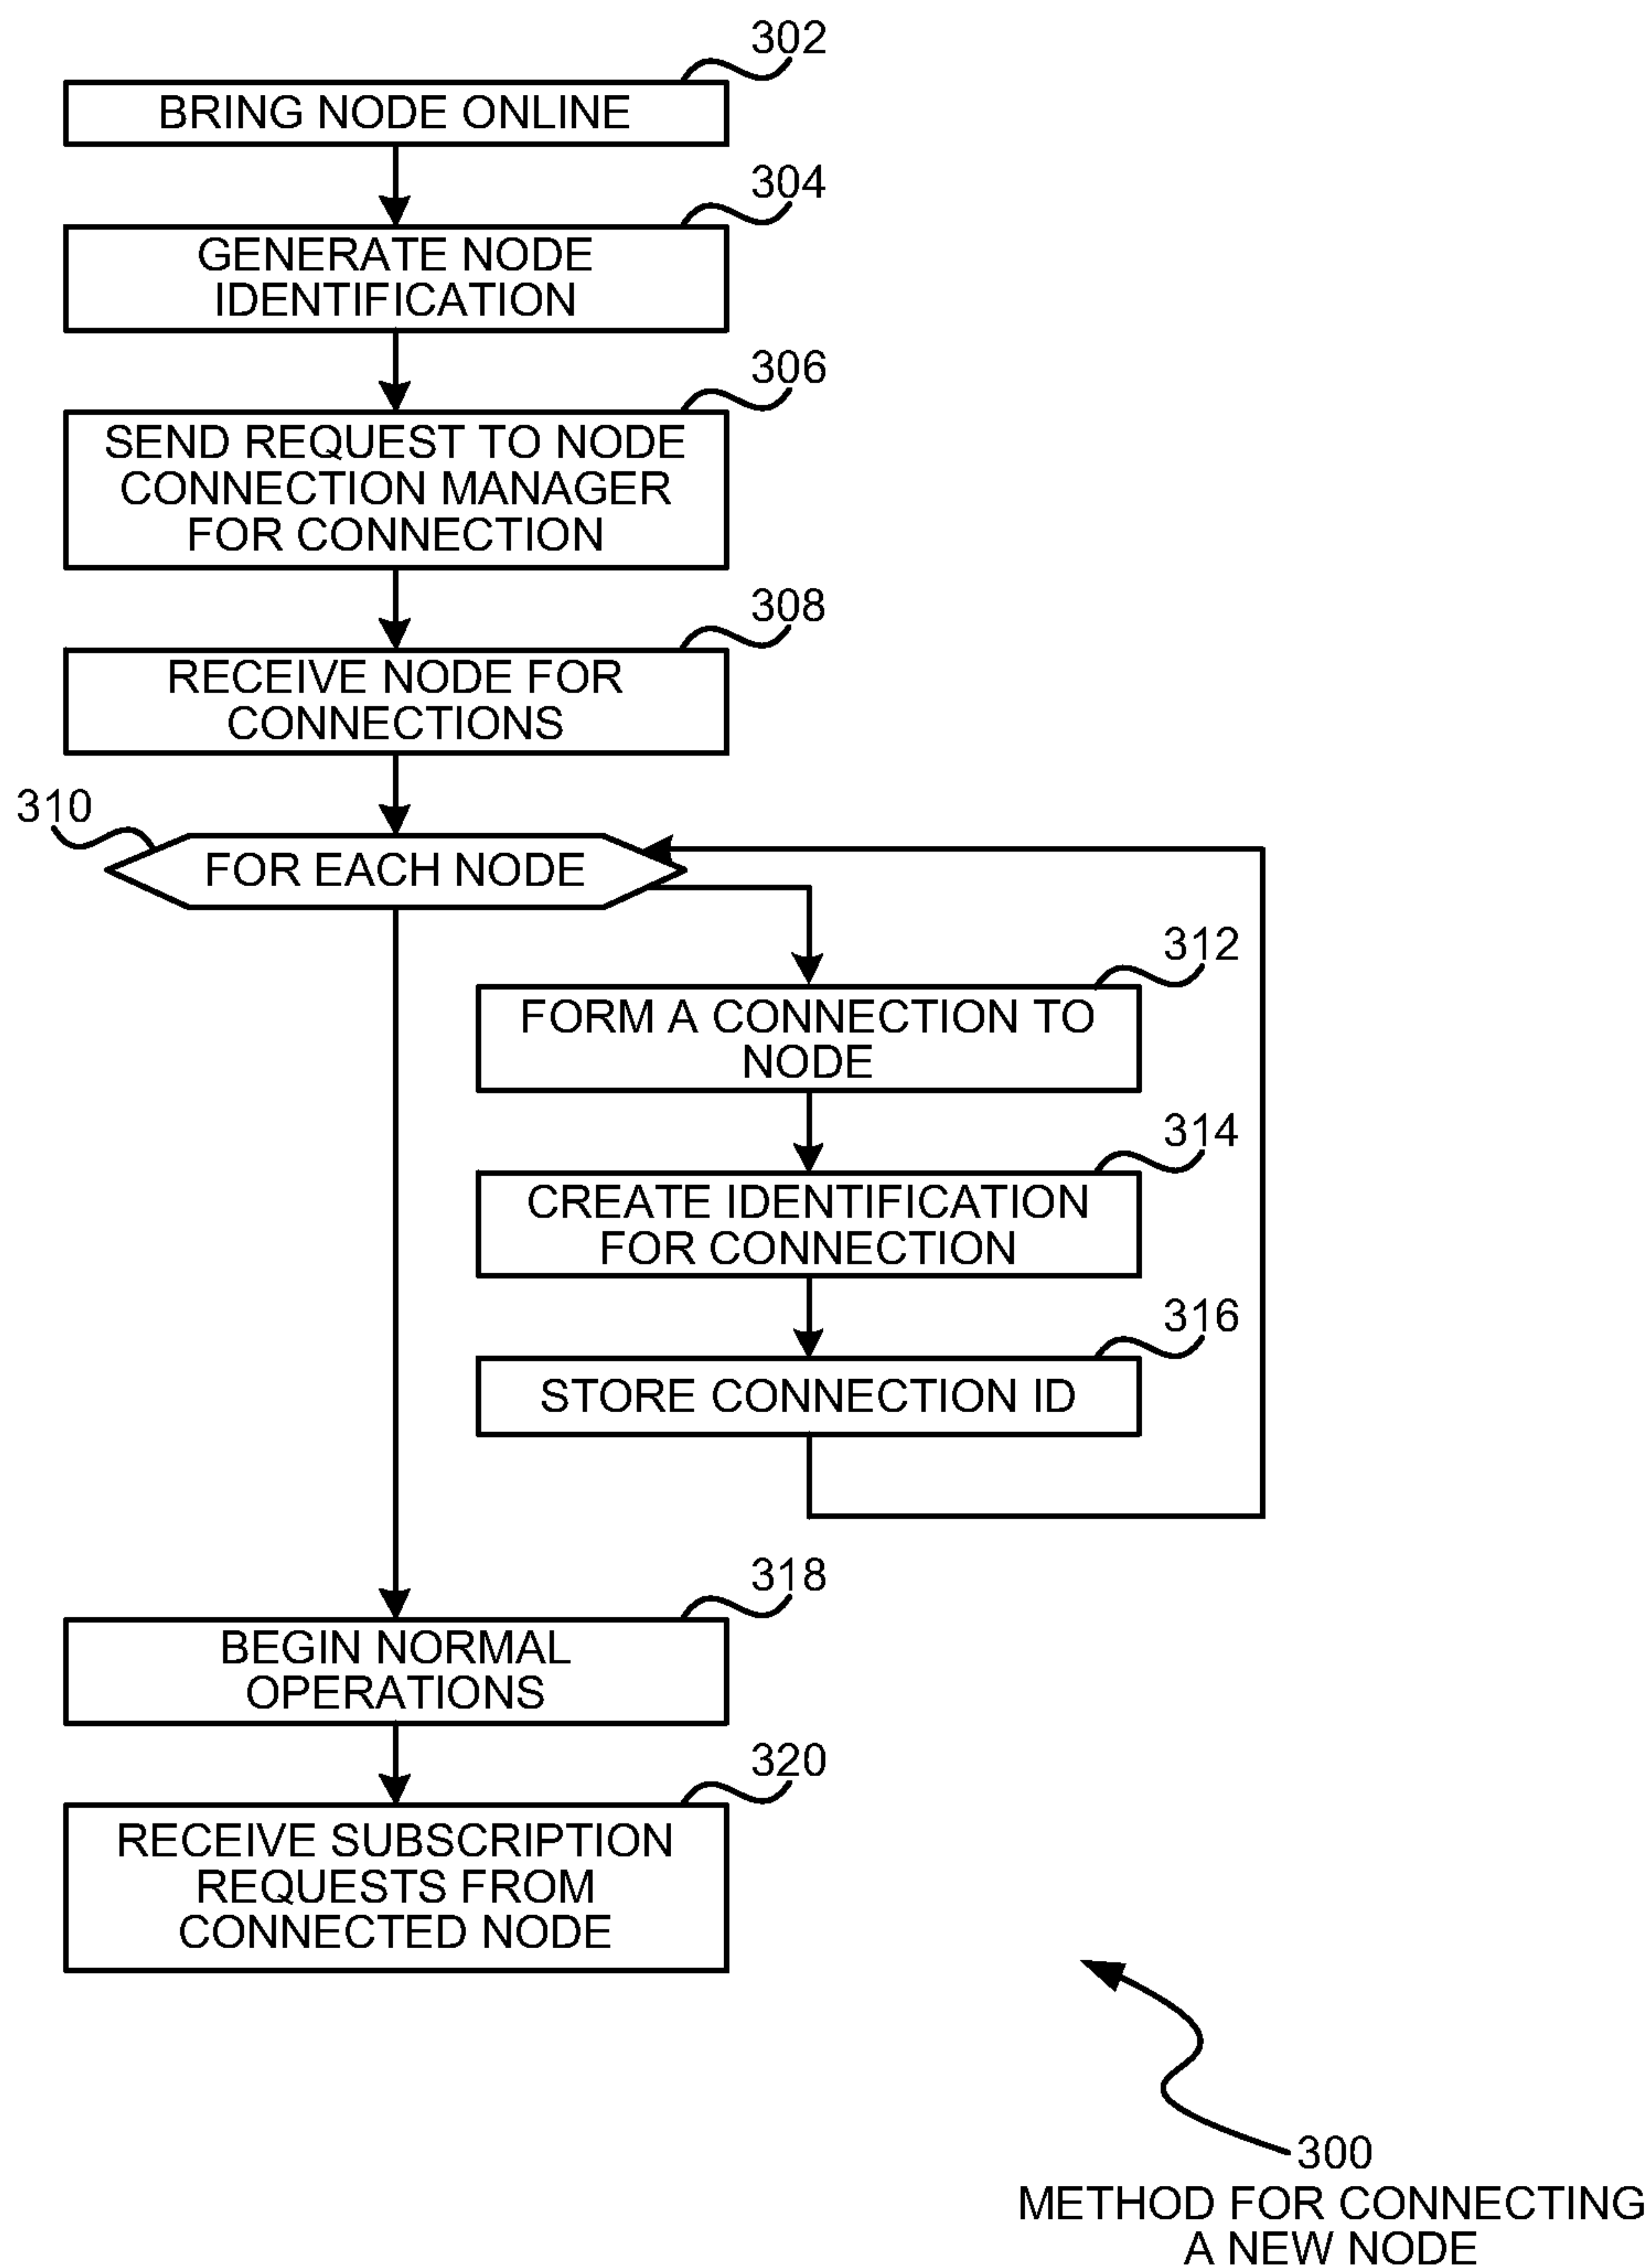 302
BRING NODE ONLINE
304
GENERATE NODE
IDENTIFICATION
306
SEND REQUEST TO NODE
CONNECTION MANAGER
FOR CONNECTION
308
RECEIVE NODE FOR
CONNECTIONS
310
FOR EACH NODE
312
FORM A CONNECTION TO
NODE
314
CREATE IDENTIFICATION
FOR CONNECTION
316
STORE CONNECTION ID
318
BEGIN NORMAL
OPERATIONS
320
RECEIVE SUBSCRIPTION
REQUESTS FROM
CONNECTED NODE
300
METHOD FOR CONNECTING
A NEW NODE